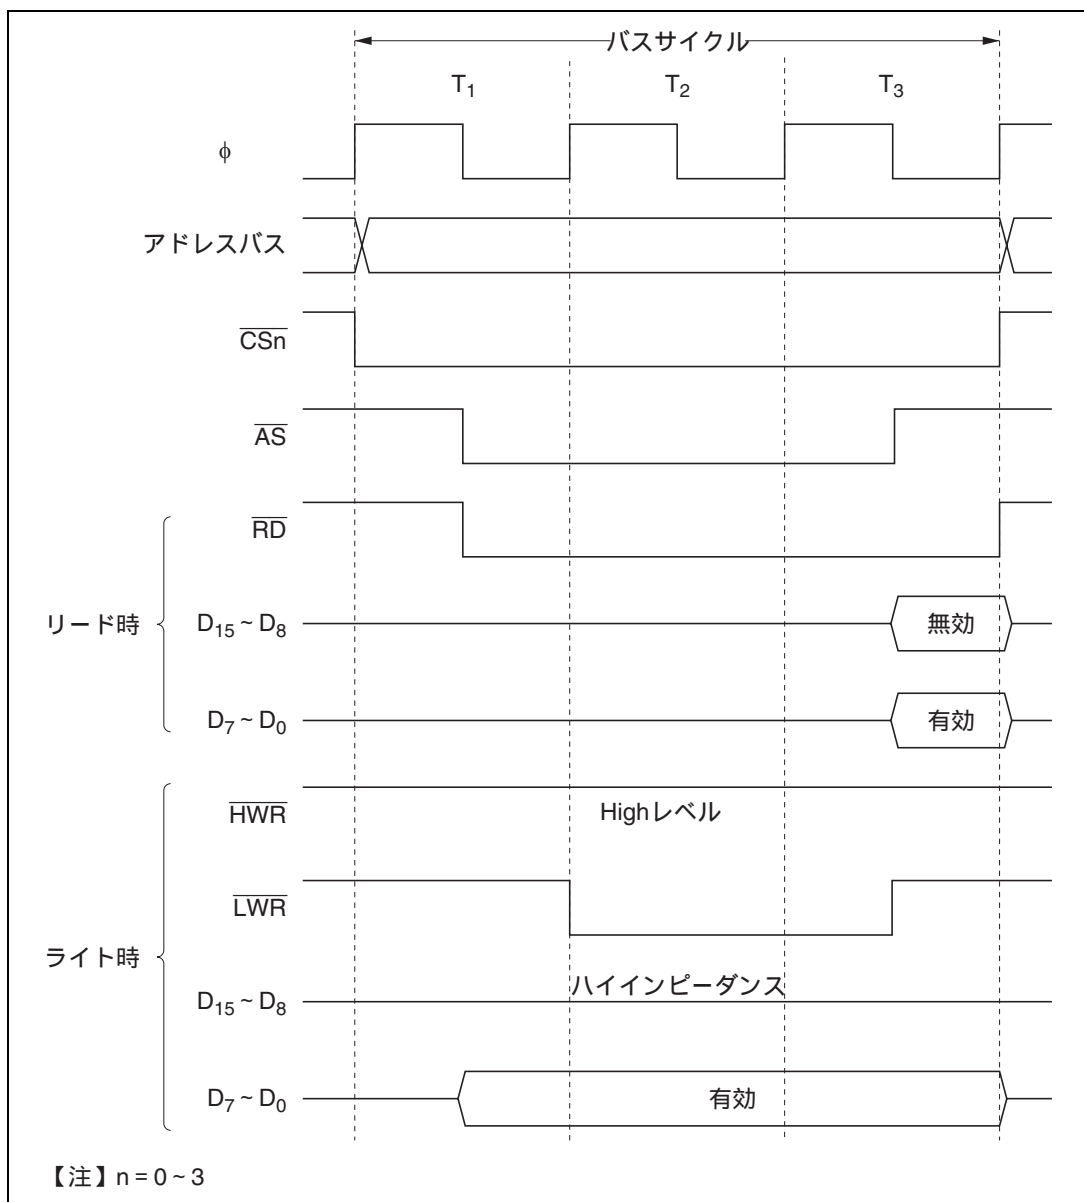 バスサイクル
T1 T2 T3
φ
アドレスバス
CSn
AS
RD
リード時
D15 ~ D8
無効
D7 ~ D0
有効
HWR
Highレベル
LWR
ライト時
ハイインピーダンス
D15 ~ D8
D7 ~ D0
有効
【注】n = 0 ~ 3